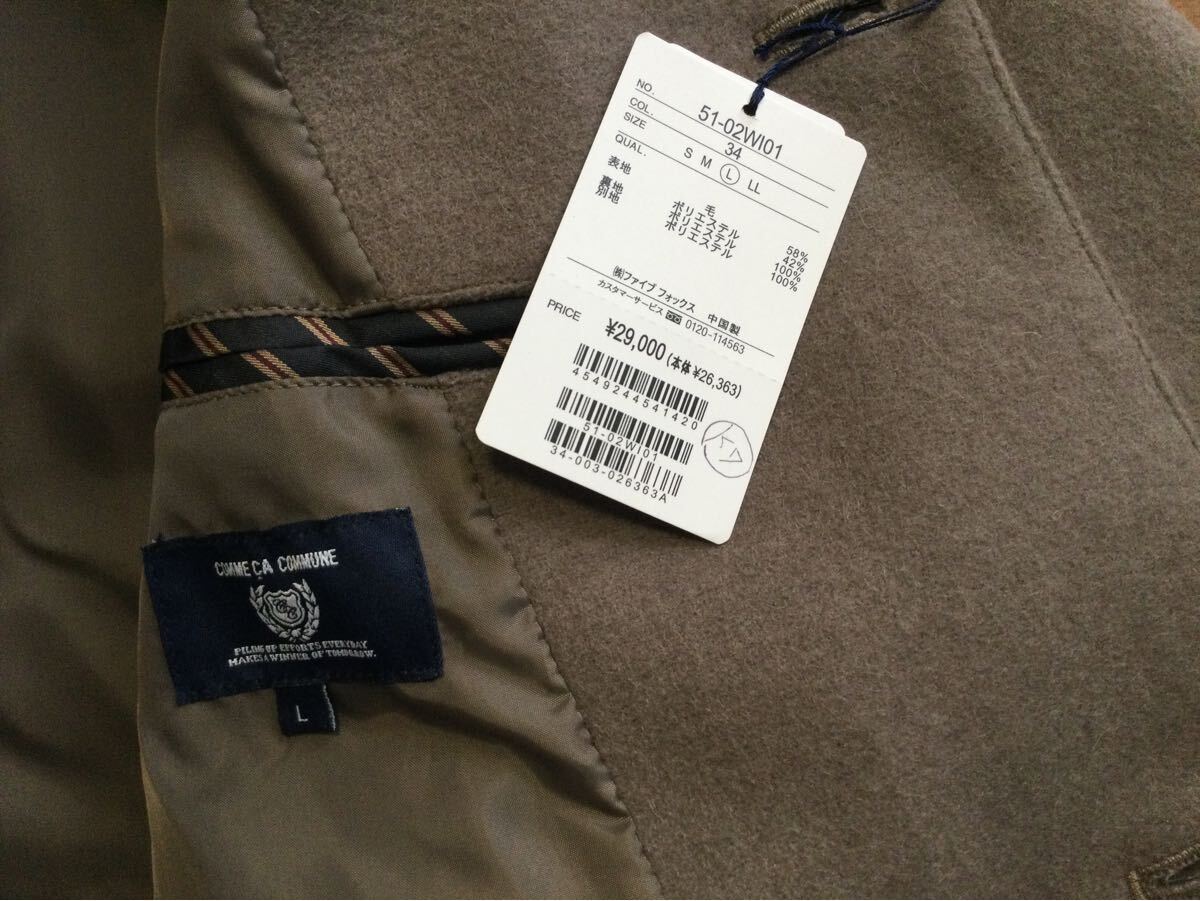 NO. 51-02WI01
COL. 34
SIZE S M L LL
QUAL.
表地 毛 58%
ポリエステル 42%
裏地 ポリエステル 100%
別地 ポリエステル 100%
㈱ファイブ フォックス 中国製
カスタマーサービス 0120-114563
PRICE ¥29,000 (本体 ¥26,363)
4549244541420
51-02WI01
34-003-026363A
COMME ÇA COMMUNE
PILING UP EFFORTS EVERYDAY
MAKES A WINNER OF TOMORROW.
L